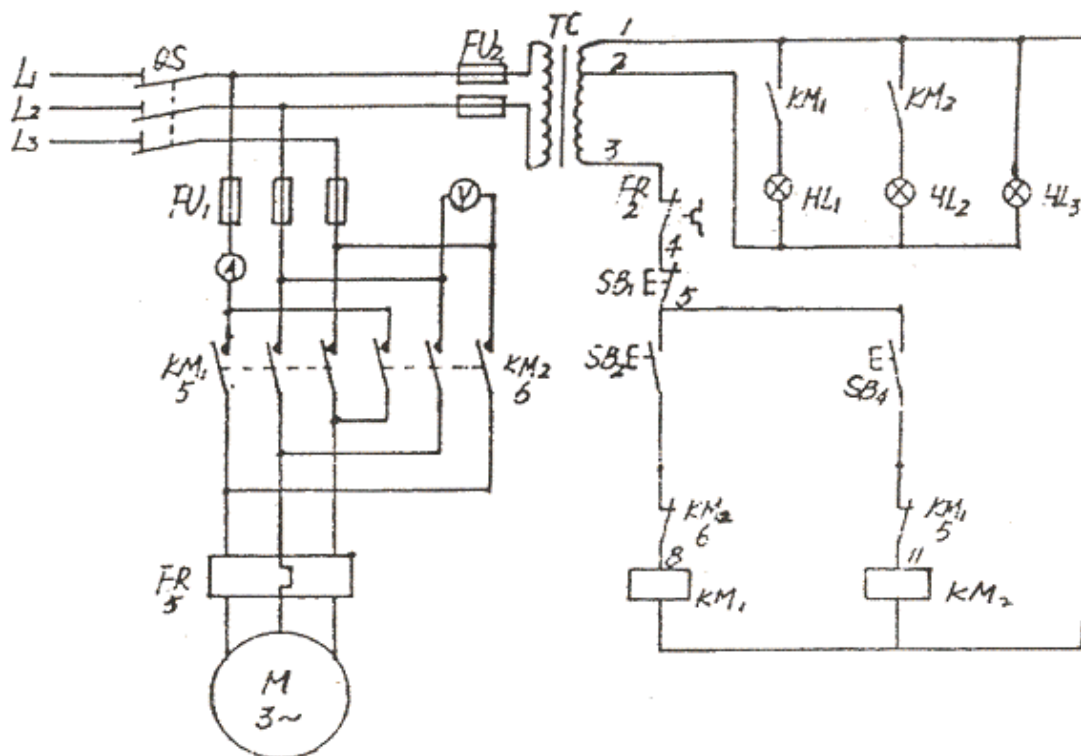 TC
1
QS
FU₂
2
L₁
L₂
KM₁
KM₂
L₃
3
FU₁
V
FR
2
HL₁
HL₂
HL₃
A
4
SB₁ E
5
KM₁
5
KM₂
6
SB₂ E
E
SB₄
KM₂
6
KM₁
5
8
11
FR
5
KM₁
KM₂
M
3~